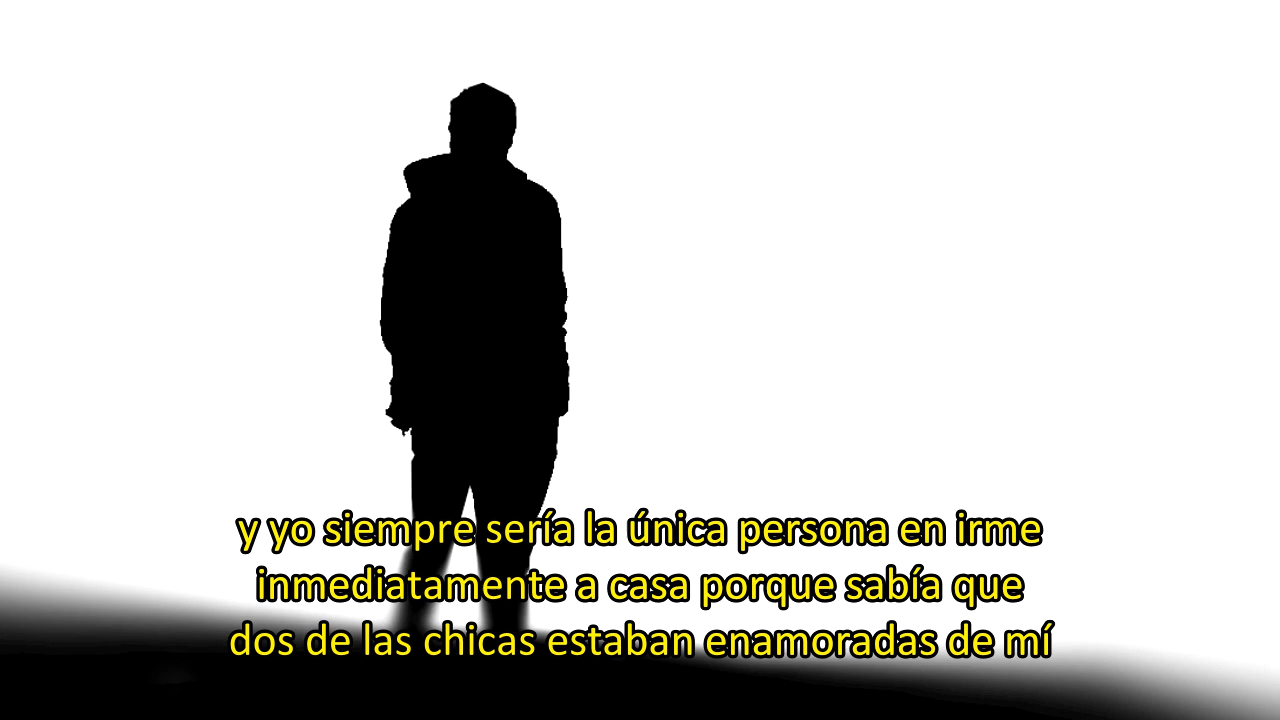 y yo siempre sería la única persona en irme
inmediatamente a casa porque sabía que
dos de las chicas estaban enamoradas de mí